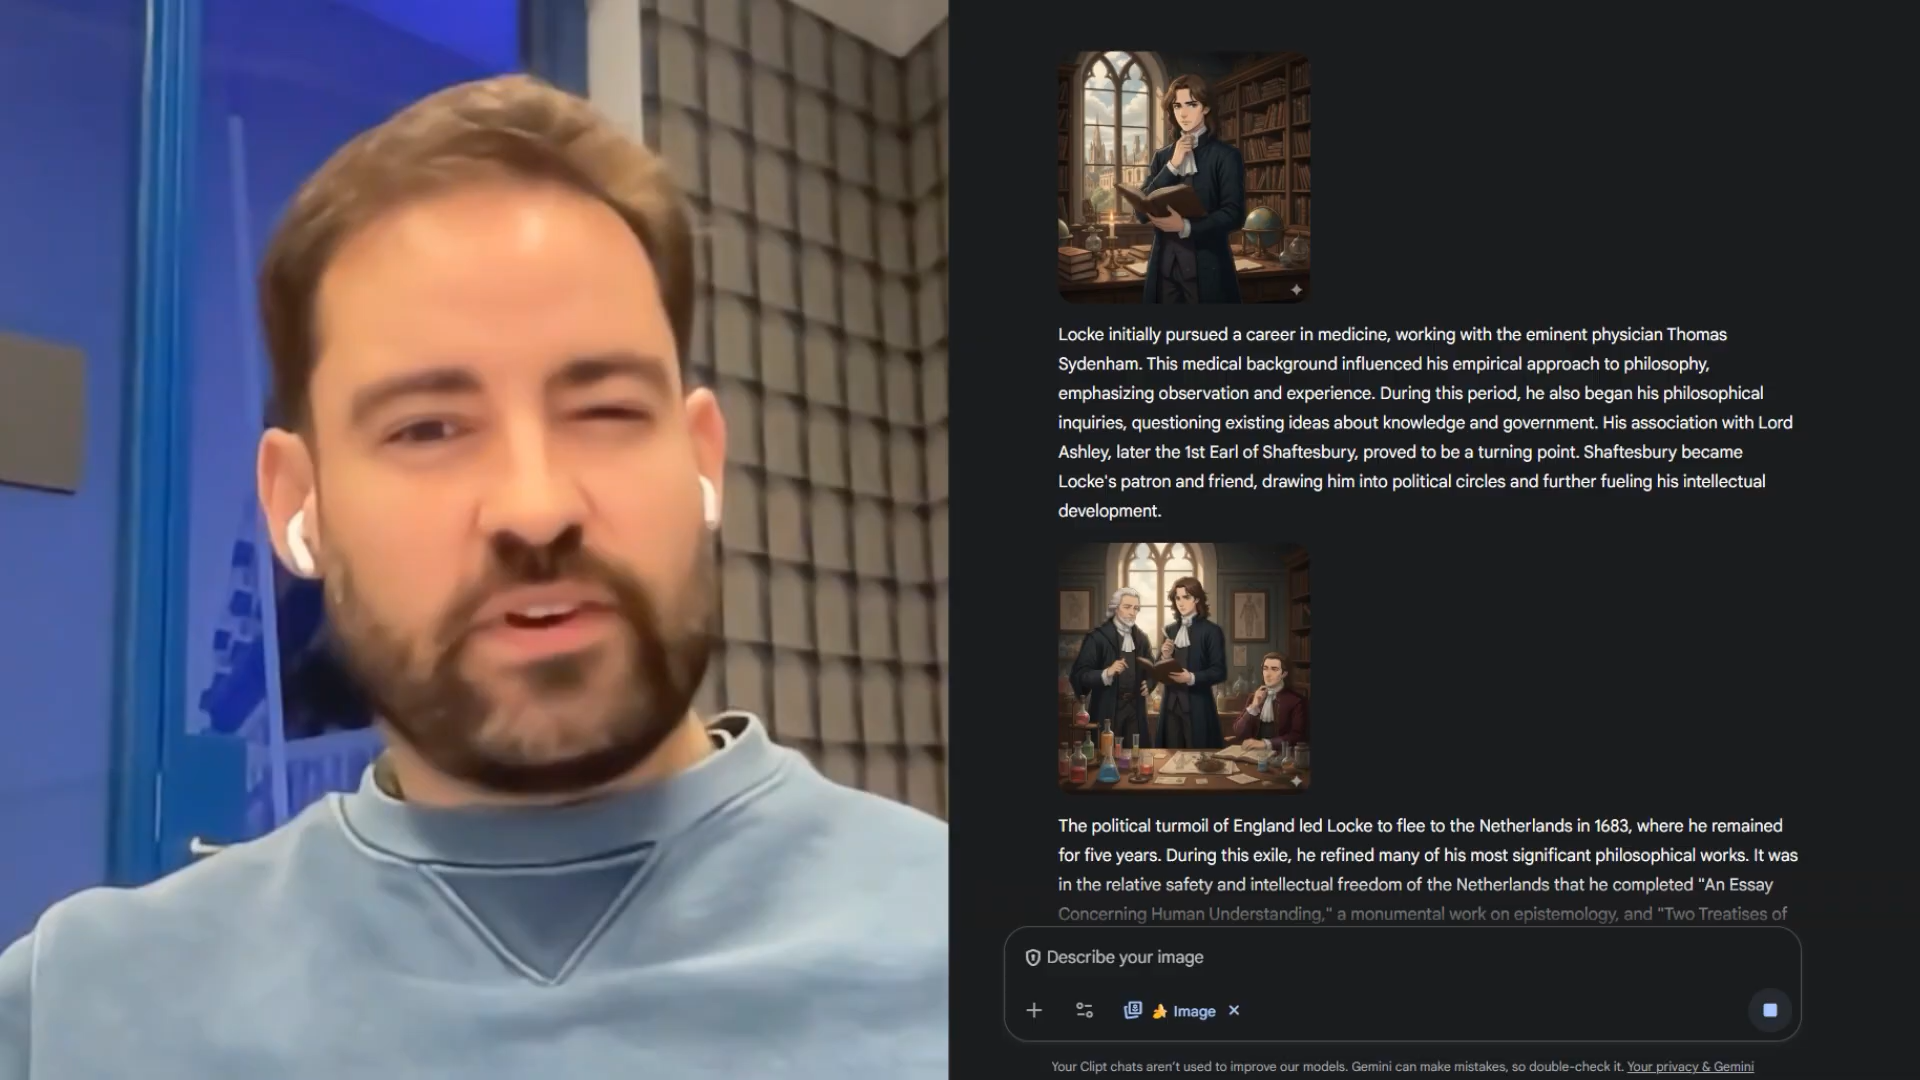 Locke initially pursued a career in medicine, working with the eminent physician Thomas
Sydenham. This medical background influenced his empirical approach to philosophy,
emphasizing observation and experience. During this period, he also began his philosophical
inquiries, questioning existing ideas about knowledge and government. His association with Lord
Ashley, later the 1st Earl of Shaftesbury, proved to be a turning point. Shaftesbury became
Locke's patron and friend, drawing him into political circles and further fueling his intellectual
development.
The political turmoil of England led Locke to flee to the Netherlands in 1683, where he remained
for five years. During this exile, he refined many of his most significant philosophical works. It was
in the relative safety and intellectual freedom of the Netherlands that he completed "An Essay
Concerning Human Understanding," a monumental work on epistemology, and "Two Treatises of
Describe your image
Image
Your Clipt chats aren't used to improve our models. Gemini can make mistakes, so double-check it. Your privacy & Gemini